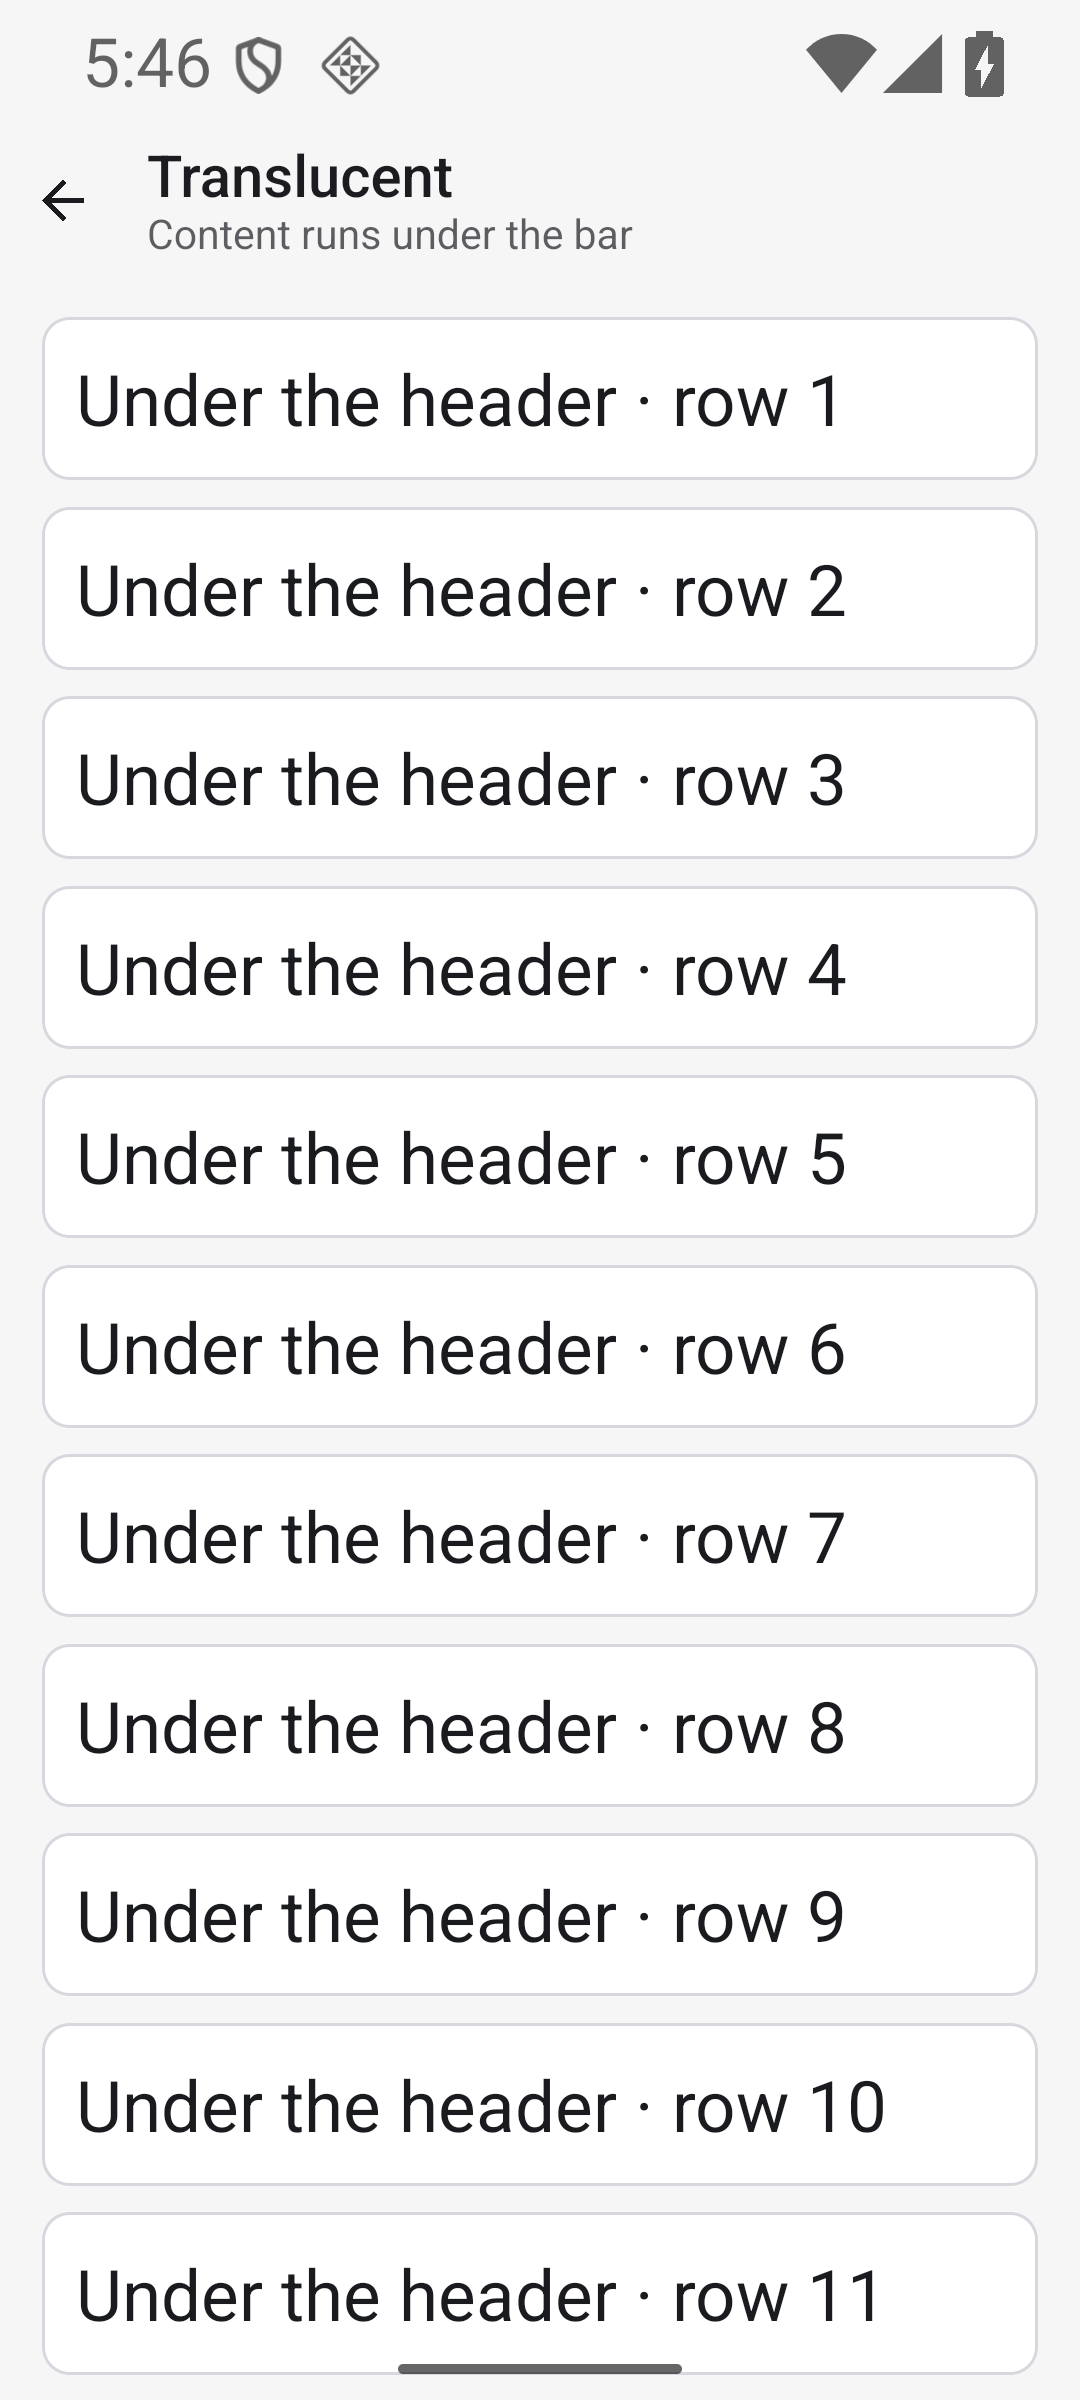 5:46
Translucent
Content runs under the bar
Under the header · row 1
Under the header · row 2
Under the header · row 3
Under the header · row 4
Under the header · row 5
Under the header · row 6
Under the header · row 7
Under the header · row 8
Under the header · row 9
Under the header · row 10
Under the header · row 11